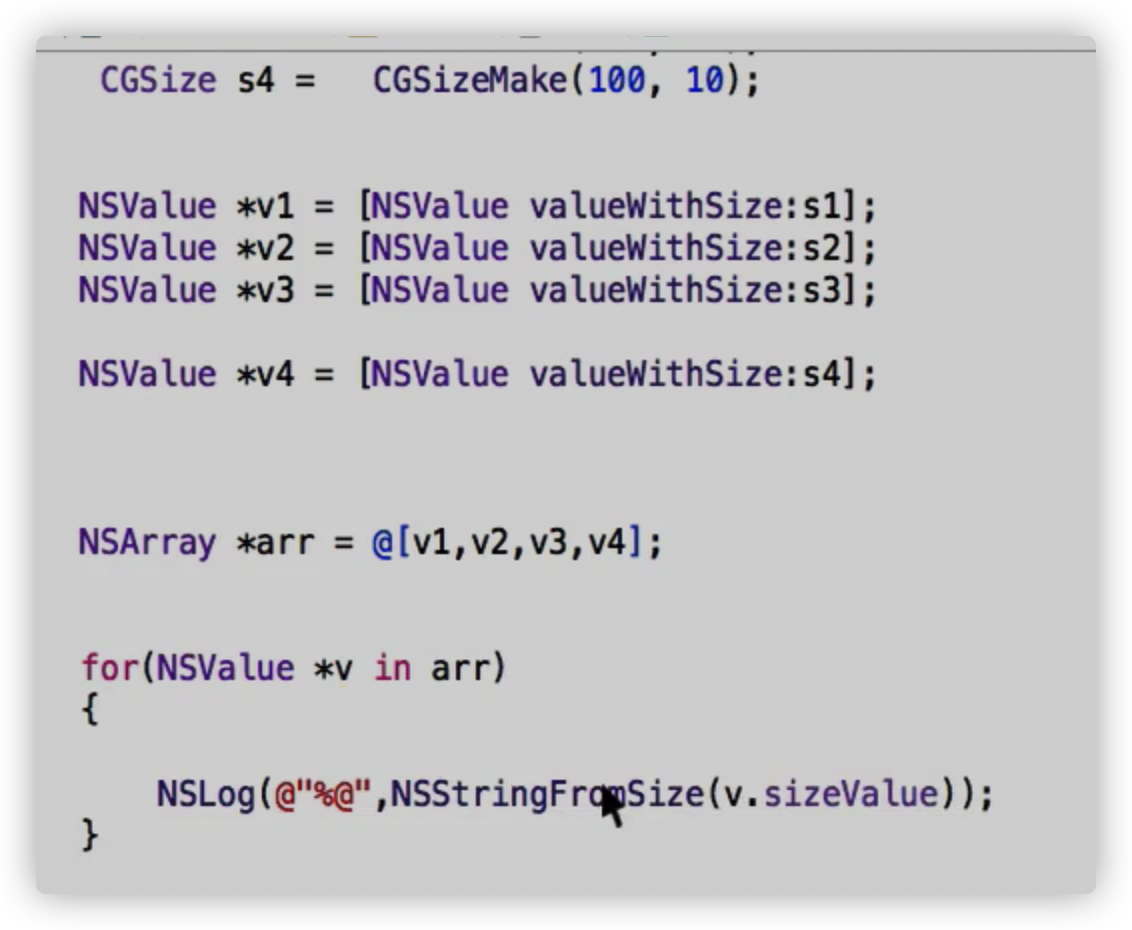 CGSize s4 =   CGSizeMake(100, 10);
NSValue *v1 = [NSValue valueWithSize:s1];
NSValue *v2 = [NSValue valueWithSize:s2];
NSValue *v3 = [NSValue valueWithSize:s3];
NSValue *v4 = [NSValue valueWithSize:s4];
NSArray *arr = @[v1,v2,v3,v4];
for(NSValue *v in arr)
{
NSLog(@"%@",NSStringFromSize(v.sizeValue));
}